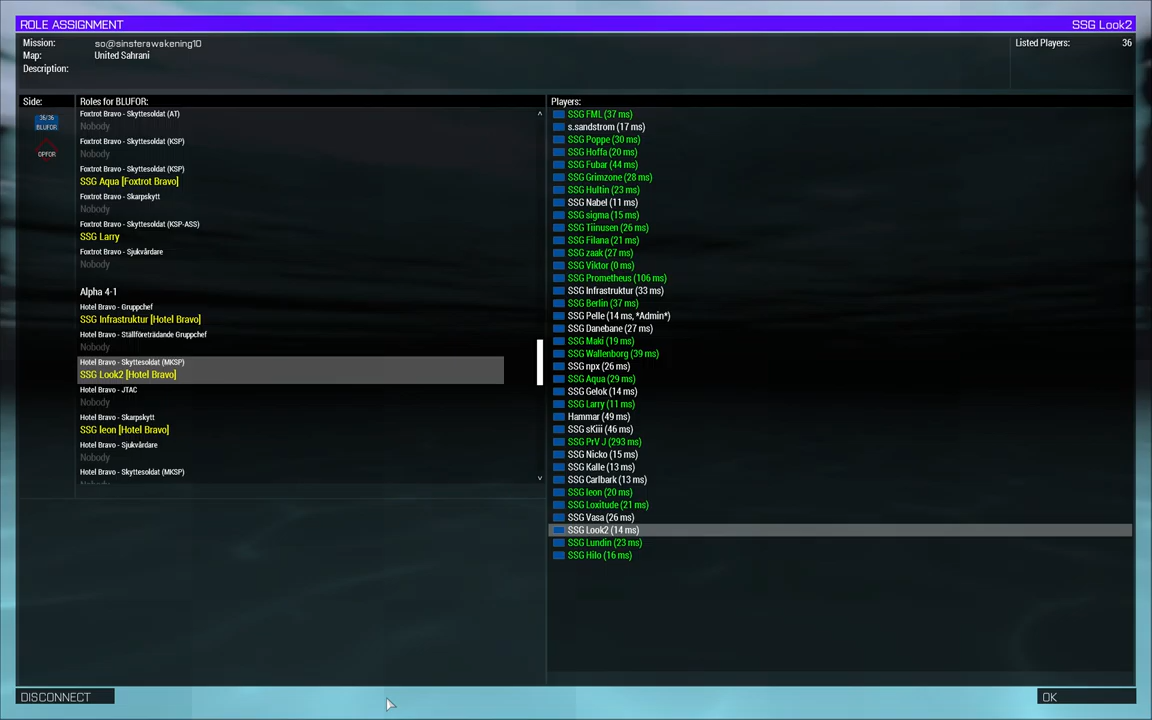 ROLE ASSIGNMENT
SSG Look2
Mission: so@sinsterawakening10
Listed Players: 36
Map: United Sahrani
Description:
Side:
36/36
BLUFOR
OPFOR
Roles for BLUFOR:
Foxtrot Bravo - Skyttesoldat (AT)
Nobody
Foxtrot Bravo - Skyttesoldat (KSP)
Nobody
Foxtrot Bravo - Skyttesoldat (KSP)
SSG Aqua [Foxtrot Bravo]
Foxtrot Bravo - Skarpskytt
Nobody
Foxtrot Bravo - Skyttesoldat (KSP-ASS)
SSG Larry
Foxtrot Bravo - Sjukvårdare
Nobody
Alpha 4-1
Hotel Bravo - Gruppchef
SSG Infrastruktur [Hotel Bravo]
Hotel Bravo - Ställföreträdande Gruppchef
Nobody
Hotel Bravo - Skyttesoldat (MKSP)
SSG Look2 [Hotel Bravo]
Hotel Bravo - JTAC
Nobody
Hotel Bravo - Skarpskytt
SSG leon [Hotel Bravo]
Hotel Bravo - Sjukvårdare
Nobody
Hotel Bravo - Skyttesoldat (MKSP)
Nobody
Players:
SSG FML (37 ms)
s.sandstrom (17 ms)
SSG Poppe (30 ms)
SSG Hoffa (20 ms)
SSG Fubar (44 ms)
SSG Grimzone (28 ms)
SSG Hultin (23 ms)
SSG Nabel (11 ms)
SSG sigma (15 ms)
SSG Tiinusen (26 ms)
SSG Filana (21 ms)
SSG zaak (27 ms)
SSG Viktor (0 ms)
SSG Prometheus (106 ms)
SSG Infrastruktur (33 ms)
SSG Berlin (37 ms)
SSG Pelle (14 ms, *Admin*)
SSG Danebane (27 ms)
SSG Maki (19 ms)
SSG Wallenborg (39 ms)
SSG npx (26 ms)
SSG Aqua (29 ms)
SSG Gelok (14 ms)
SSG Larry (11 ms)
Hammar (49 ms)
SSG sKiii (46 ms)
SSG PrV J (293 ms)
SSG Nicko (15 ms)
SSG Kalle (13 ms)
SSG Carlbark (13 ms)
SSG leon (20 ms)
SSG Loxitude (21 ms)
SSG Vasa (26 ms)
SSG Look2 (14 ms)
SSG Lundin (23 ms)
SSG Hilo (16 ms)
DISCONNECT
OK